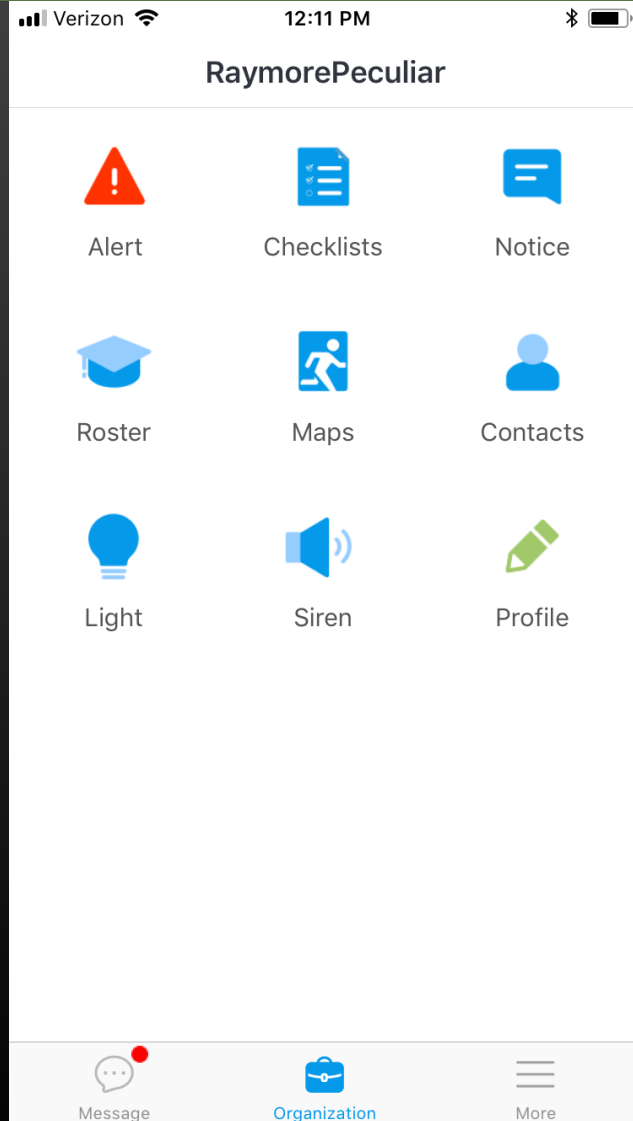 Verizon 12:11 PM
RaymorePeculiar
Alert Checklists Notice
Roster Maps Contacts
Light Siren Profile
Message Organization More